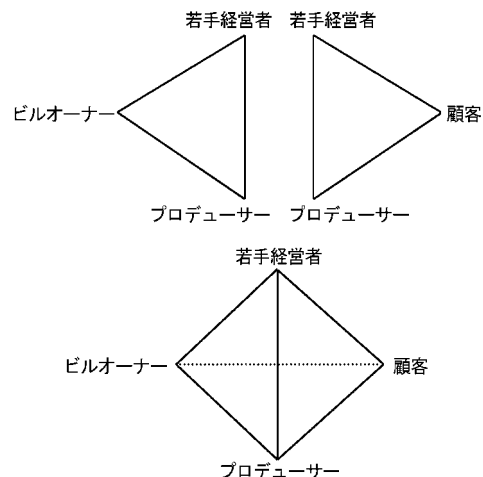 若手経営者 若手経営者
ビルオーナー 顧客
プロデューサー プロデューサー
若手経営者
ビルオーナー 顧客
プロデューサー